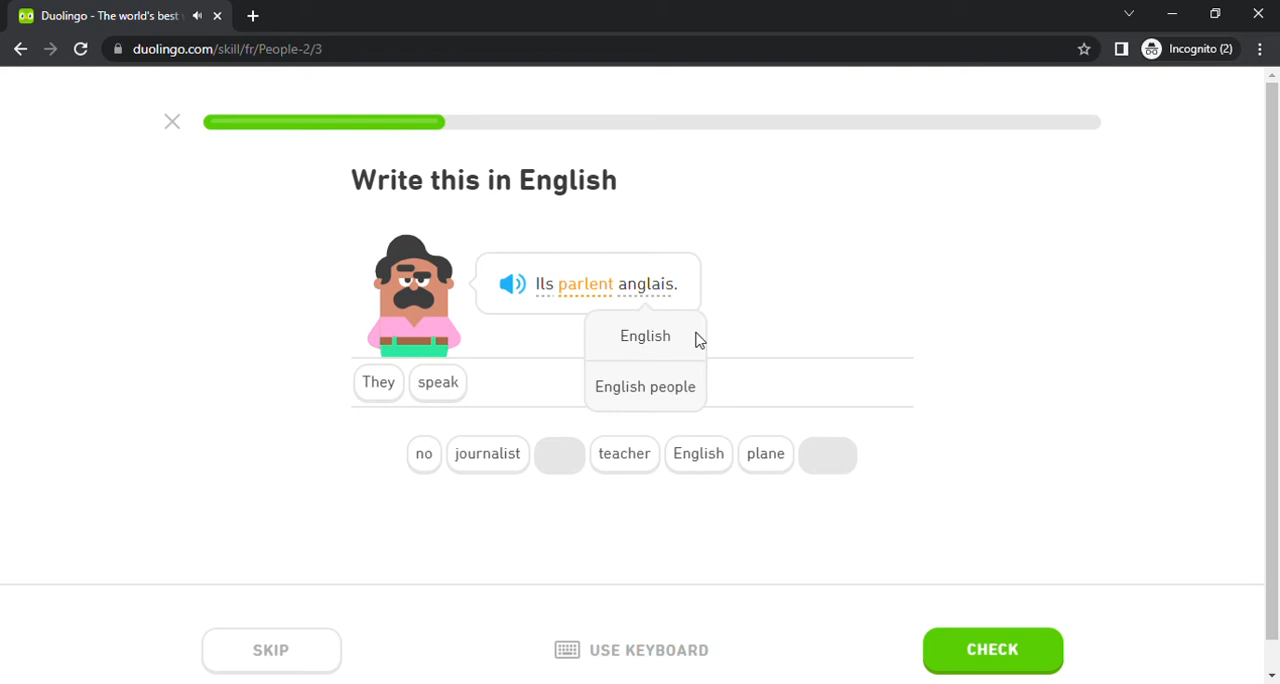 Duolingo - The world's best
duolingo.com/skill/fr/People-2/3
Incognito (2)
Write this in English
Ils parlent anglais.
English
English people
They speak
no journalist teacher English plane
SKIP USE KEYBOARD CHECK